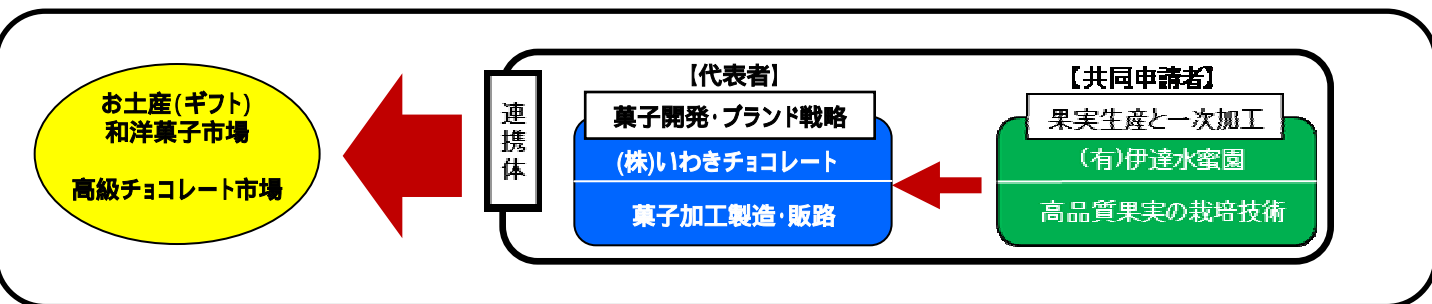 お土産(ギフト)
和洋菓子市場
高級チョコレート市場
連携体
【代表者】
菓子開発・ブランド戦略
(株)いわきチョコレート
菓子加工製造・販路
【共同申請者】
果実生産と一次加工
(有)伊達水蜜園
高品質果実の栽培技術